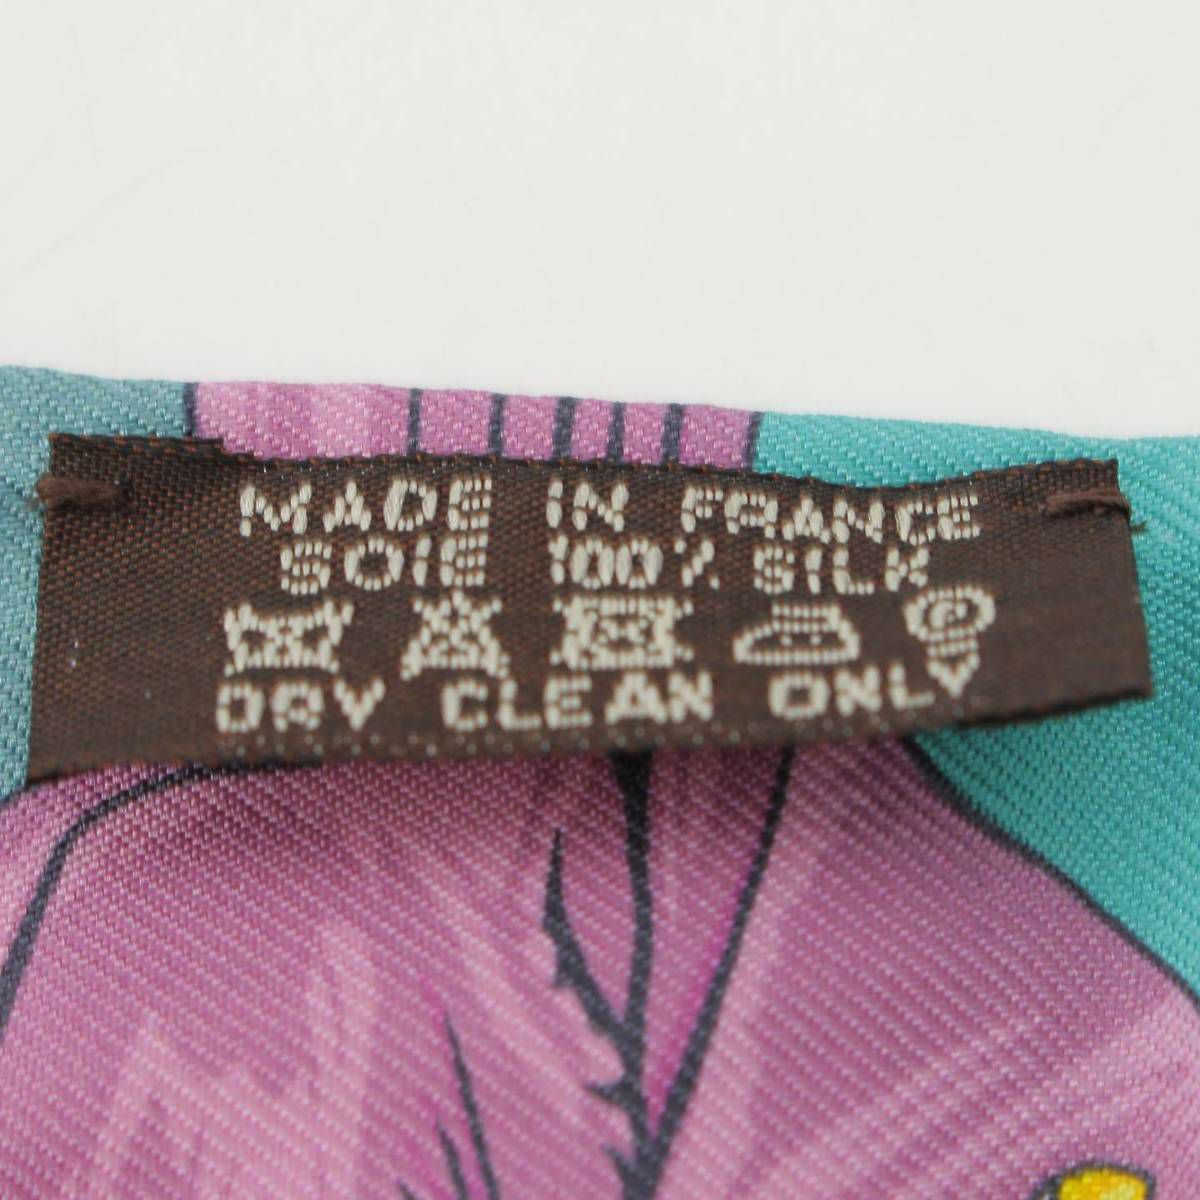 MADE IN FRANCE
SOIE 100% SILK
P
DRY CLEAN ONLY